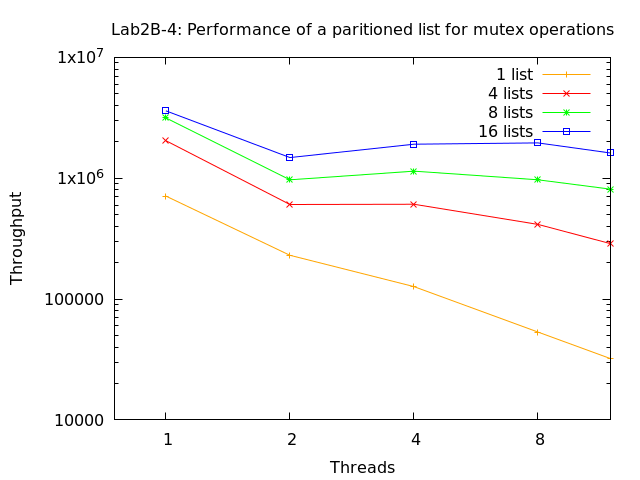 Lab2B-4: Performance of a paritioned list for mutex operations
1x10^7
1 list
4 lists
8 lists
16 lists
1x10^6
Throughput
100000
10000
1 2 4 8
Threads